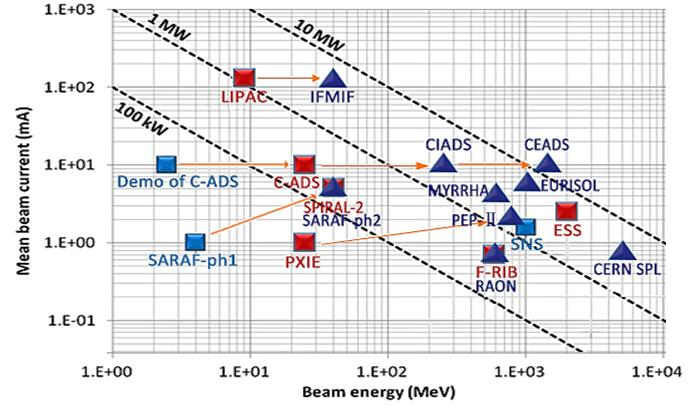 1.E+03
1 MW
10 MW
1.E+02
LIPAC
IFMIF
100 kW
CIADS
CEADS
1.E+01
Demo of C-ADS
C-ADS
MYRRHA
EURISOL
SPIRAL-2
SARAF-ph2
PEP-II
ESS
SNS
1.E+00
SARAF-ph1
PXIE
F-RIB
RAON
CERN SPL
1.E-01
Mean beam current (mA)
1.E+00
1.E+01
1.E+02
1.E+03
1.E+04
Beam energy (MeV)